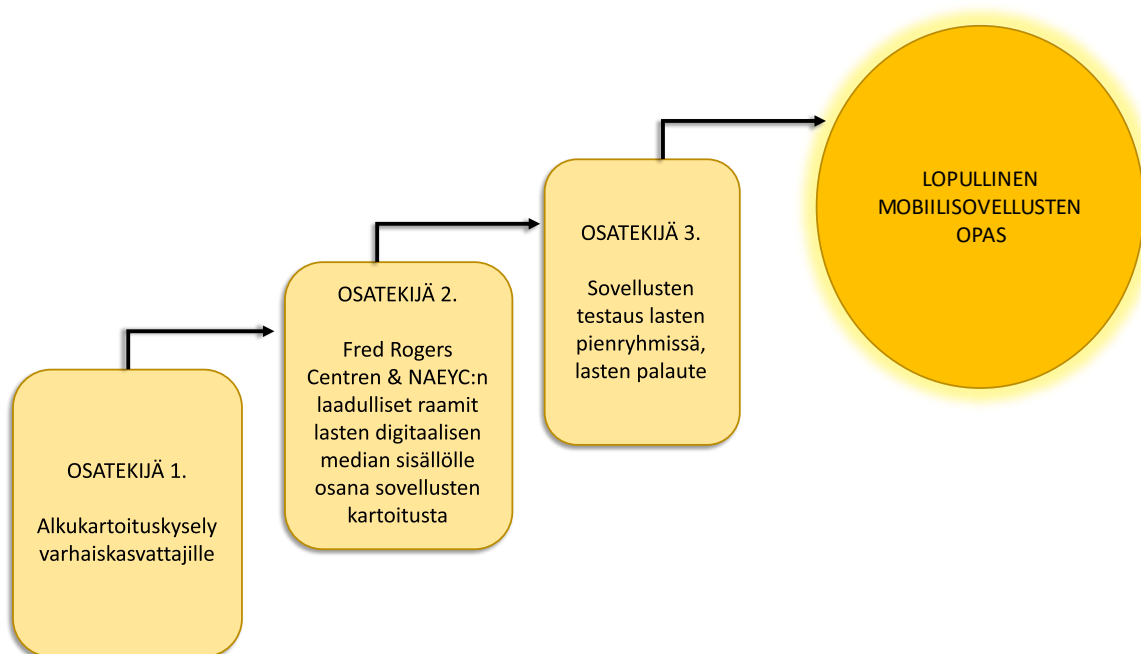 OSATEKIJÄ 1.
Alkukartoituskysely
varhaiskasvattajille
OSATEKIJÄ 2.
Fred Rogers
Centren & NAEYC:n
laadulliset raamit
lasten digitaalisen
median sisällölle
osana sovellusten
kartoitusta
OSATEKIJÄ 3.
Sovellusten
testaus lasten
pienryhmissä,
lasten palaute
LOPULLINEN
MOBIILISOVELLUSTEN
OPAS